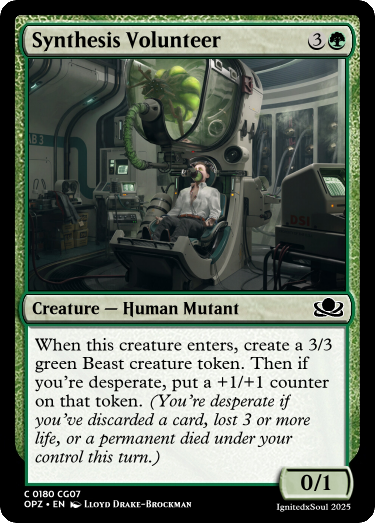 Synthesis Volunteer 3
LAB 3
DSI
Creature — Human Mutant
When this creature enters, create a 3/3
green Beast creature token. Then if
you're desperate, put a +1/+1 counter
on that token. (You're desperate if
you've discarded a card, lost 3 or more
life, or a permanent died under your
control this turn.)
0/1
C 0180 CG07
OPZ • EN Lloyd Drake-Brockman
IgnitedxSoul 2025